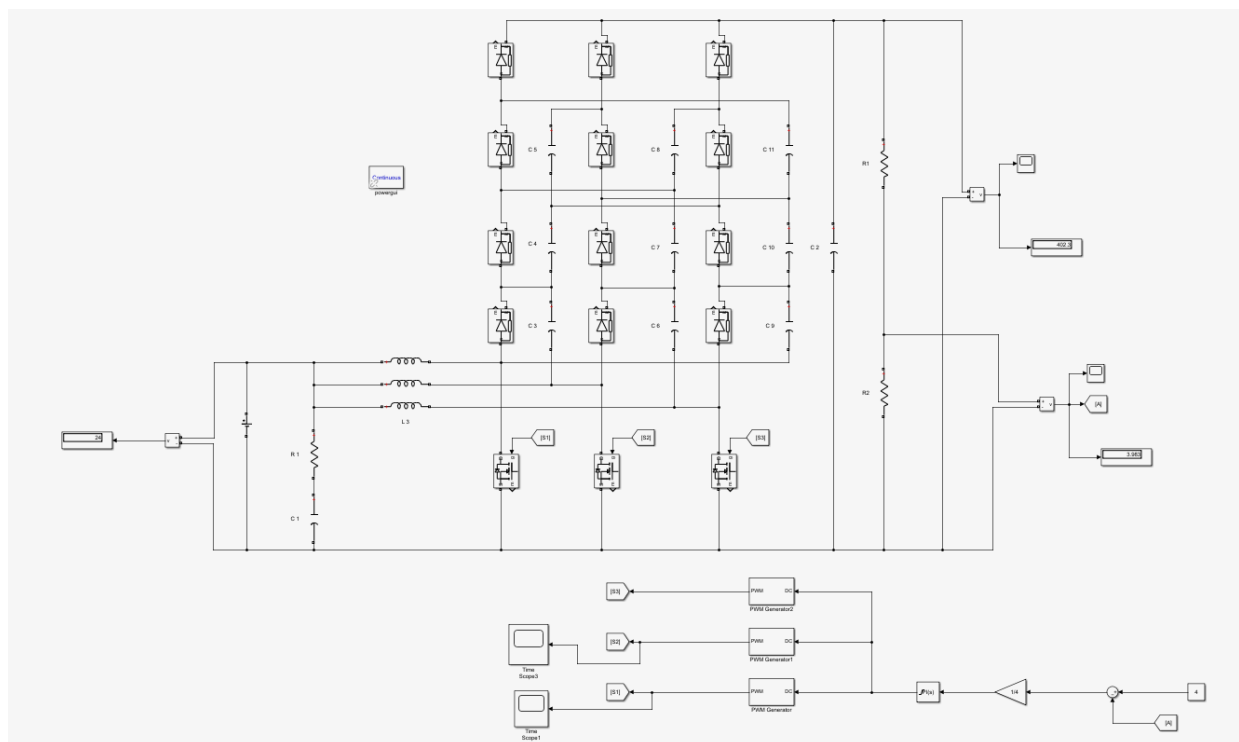 C 5
C 8
C 11
R1
Continuous
powergui
402.3
C 4
C 7
C 10
C 2
C 3
C 6
C 9
R2
[A]
L 3
24
[S1]
[S2]
[S3]
R 1
3.983
C 1
[S3]
PWM
DC
PWM Generator2
[S2]
PWM
DC
PWM Generator1
Time
Scope3
[S1]
PWM
DC
PWM Generator
1/4
4
Time
Scope1
[A]